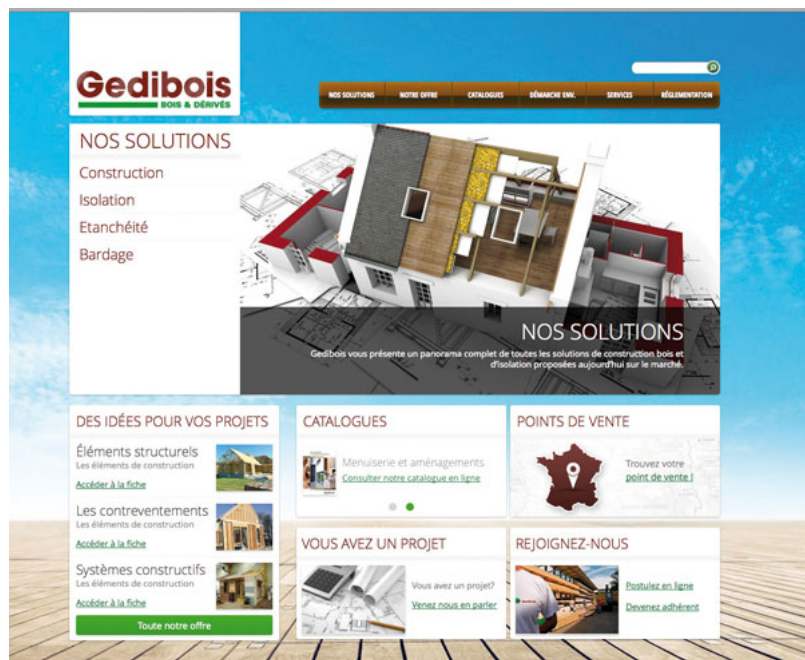 Gedibois
BOIS & DÉRIVÉS
NOS SOLUTIONS
NOTRE OFFRE
CATALOGUES
DÉMARCHE ENV.
SERVICES
RÉGLEMENTATION
NOS SOLUTIONS
Construction
Isolation
Etanchéité
Bardage
NOS SOLUTIONS
Gedibois vous présente un panorama complet de toutes les solutions de construction bois et
d'isolation proposées aujourd'hui sur le marché.
DES IDÉES POUR VOS PROJETS
Éléments structurels
Les éléments de construction
Accéder à la fiche
Les contreventements
Les éléments de construction
Accéder à la fiche
Systèmes constructifs
Les éléments de construction
Accéder à la fiche
Toute notre offre
CATALOGUES
Menuiserie et aménagements
Consulter notre catalogue en ligne
POINTS DE VENTE
Trouvez votre
point de vente !
VOUS AVEZ UN PROJET
Vous avez un projet?
Venez nous en parler
REJOIGNEZ-NOUS
Postulez en ligne
Devenez adhérent